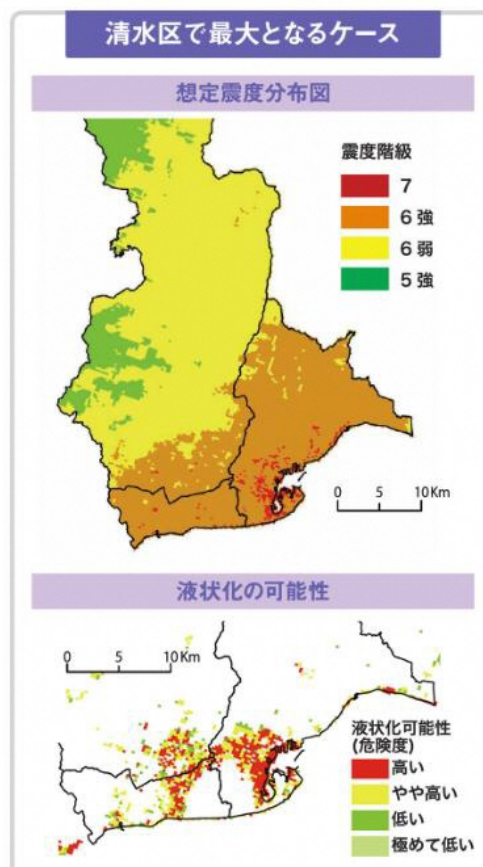 清水区で最大となるケース
想定震度分布図
震度階級
7
6強
6弱
5強
0 5 10Km
液状化の可能性
0 5 10Km
液状化可能性
(危険度)
高い
やや高い
低い
極めて低い